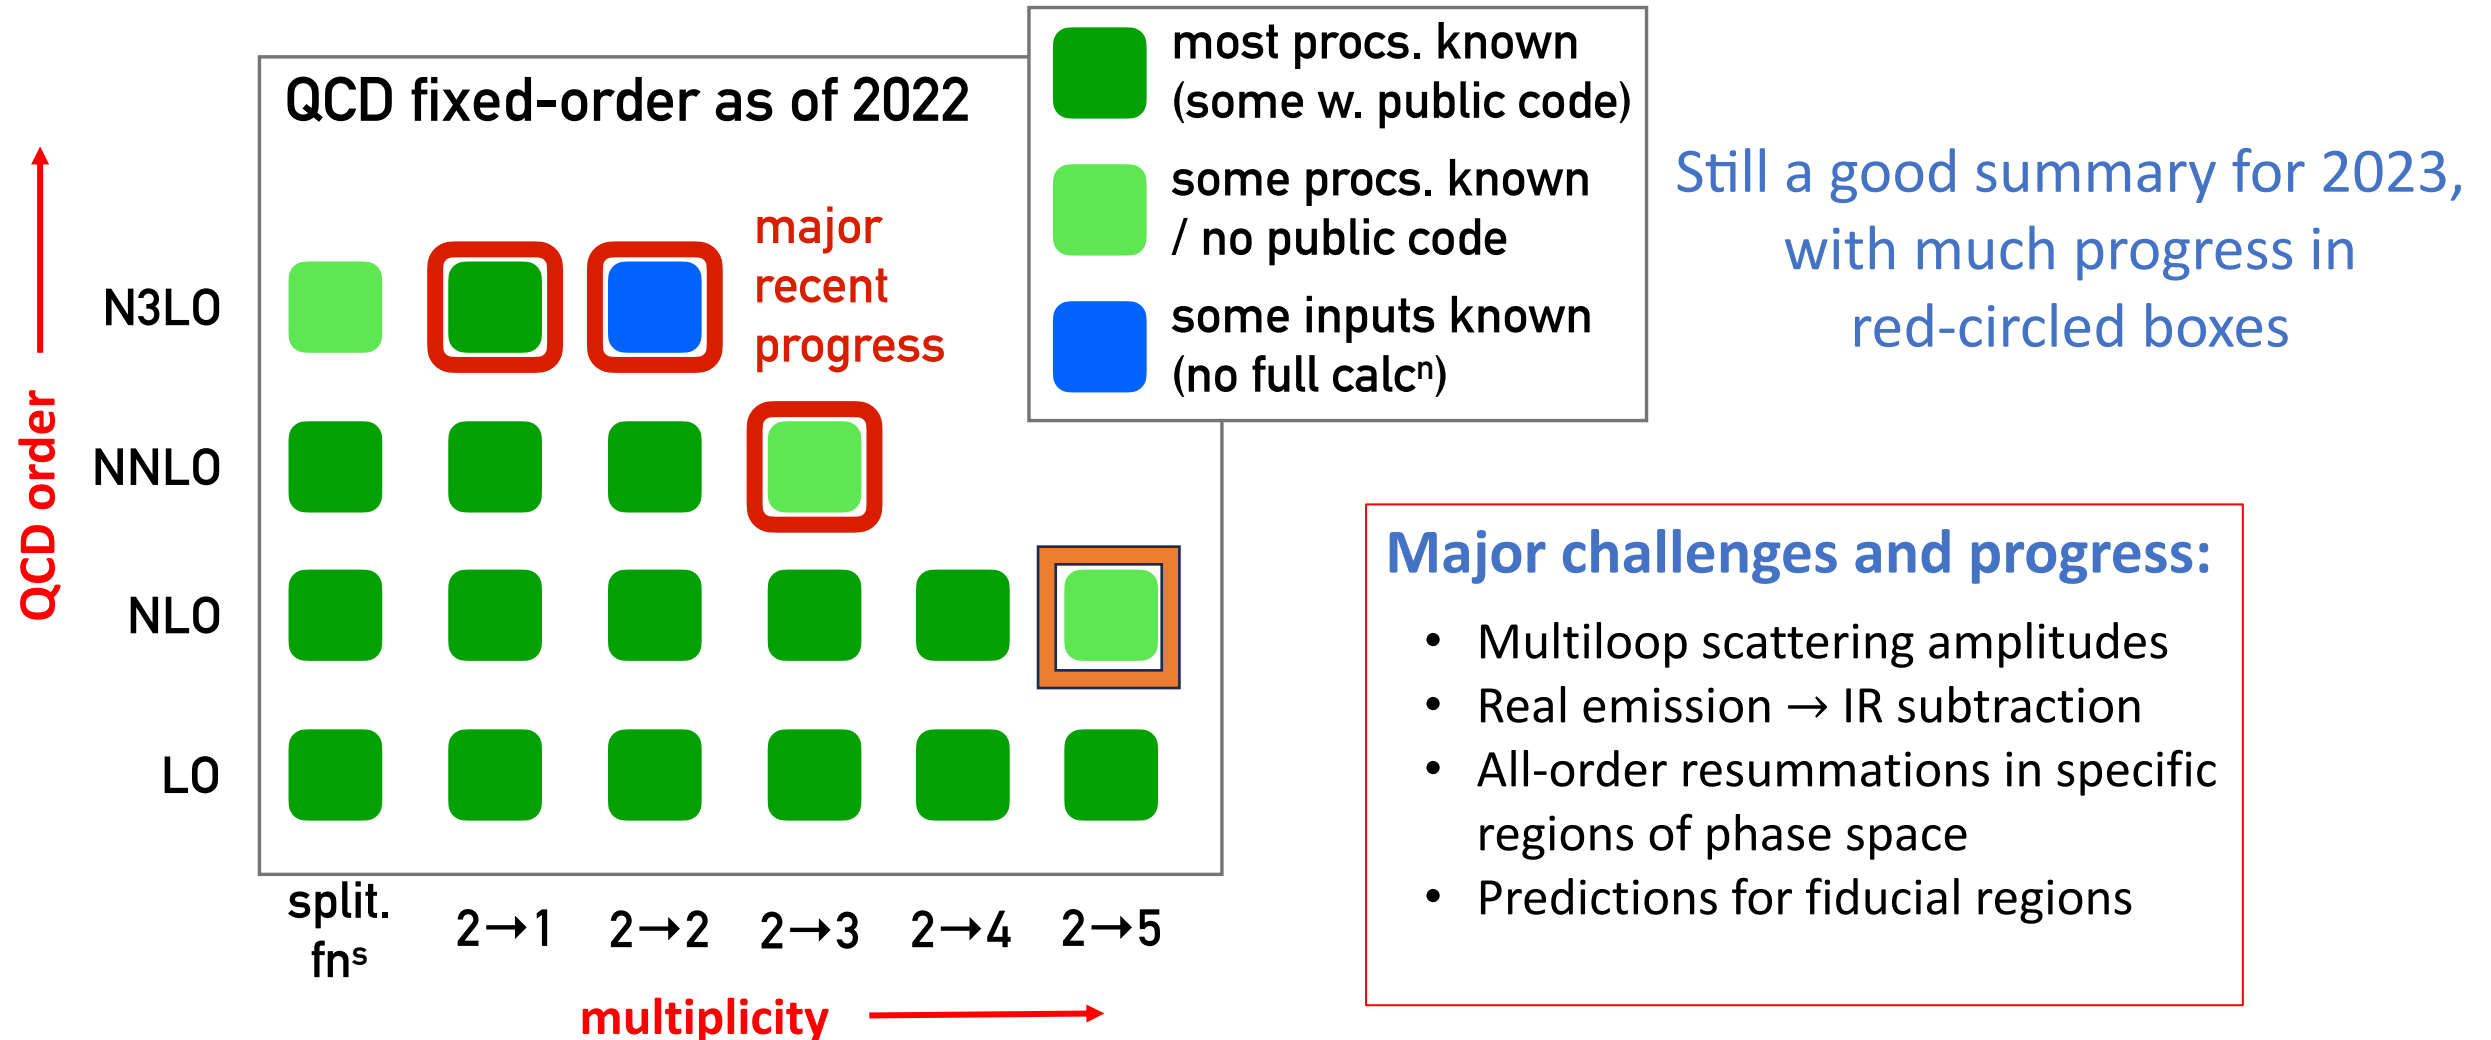 QCD fixed-order as of 2022
most procs. known
(some w. public code)
some procs. known
/ no public code
some inputs known
(no full calcⁿ)
Still a good summary for 2023,
with much progress in
red-circled boxes
major
recent
progress
QCD order
N3LO
NNLO
NLO
LO
split.
fnˢ
2→1
2→2
2→3
2→4
2→5
multiplicity
Major challenges and progress:
• Multiloop scattering amplitudes
• Real emission → IR subtraction
• All-order resummations in specific
regions of phase space
• Predictions for fiducial regions